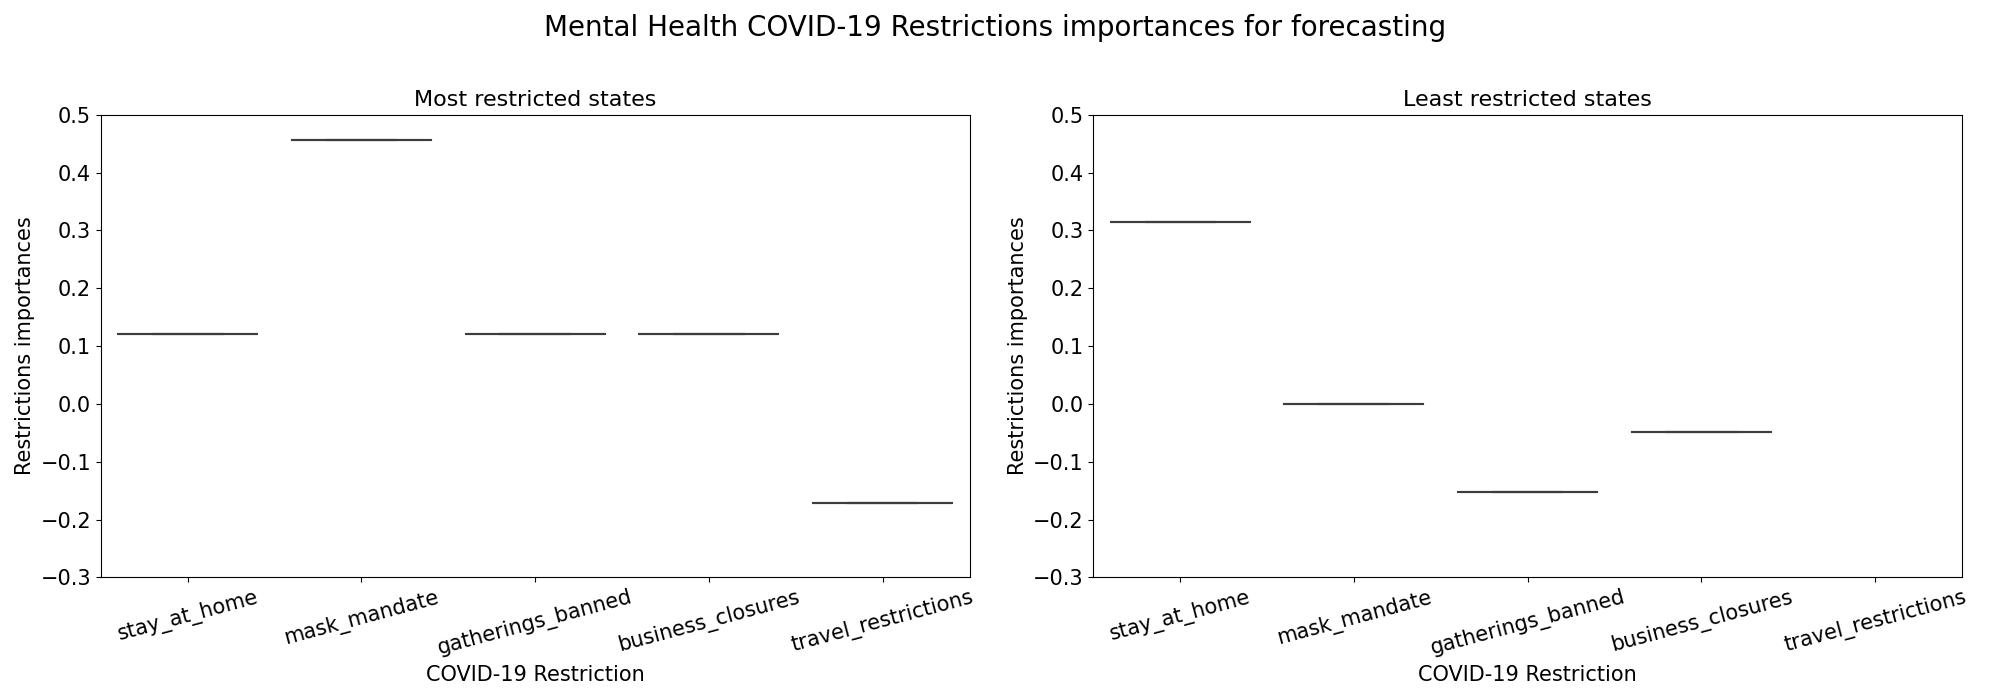 Mental Health COVID-19 Restrictions importances for forecasting
Most restricted states
0.5
0.4
0.3
0.2
0.1
0.0
−0.1
−0.2
−0.3
Restrictions importances
stay_at_home
mask_mandate
gatherings_banned
business_closures
travel_restrictions
COVID-19 Restriction
Least restricted states
0.5
0.4
0.3
0.2
0.1
0.0
−0.1
−0.2
−0.3
Restrictions importances
stay_at_home
mask_mandate
gatherings_banned
business_closures
travel_restrictions
COVID-19 Restriction